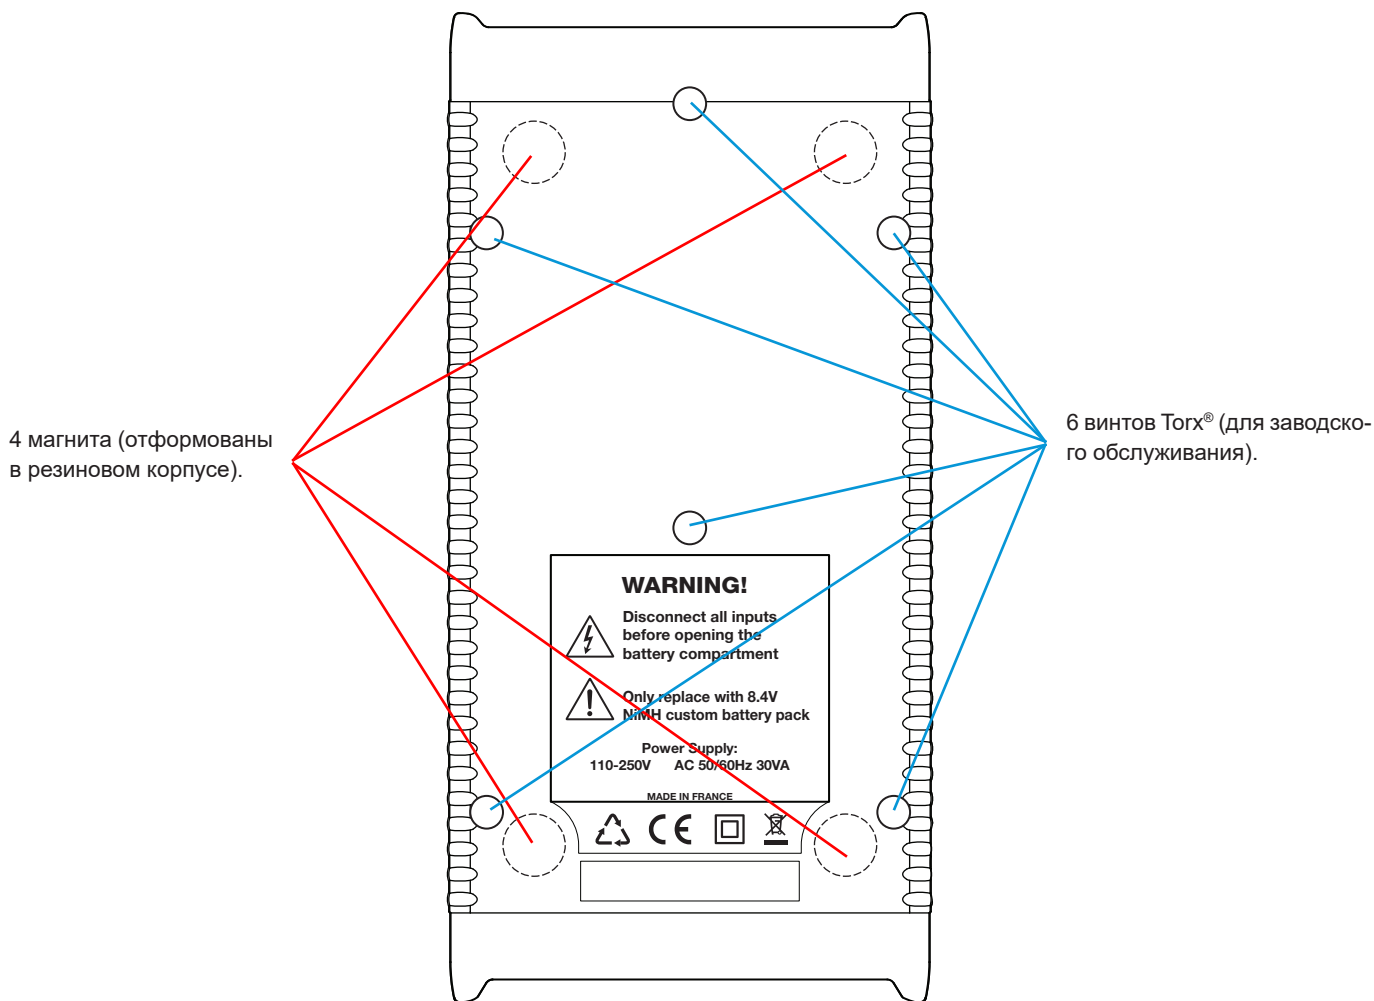 4 магнита (отформованы
в резиновом корпусе).
6 винтов Torx® (для заводско-
го обслуживания).
WARNING!
Disconnect all inputs
before opening the
battery compartment
Only replace with 8.4V
NiMH custom battery pack
Power Supply:
110-250V AC 50/60Hz 30VA
MADE IN FRANCE
CE